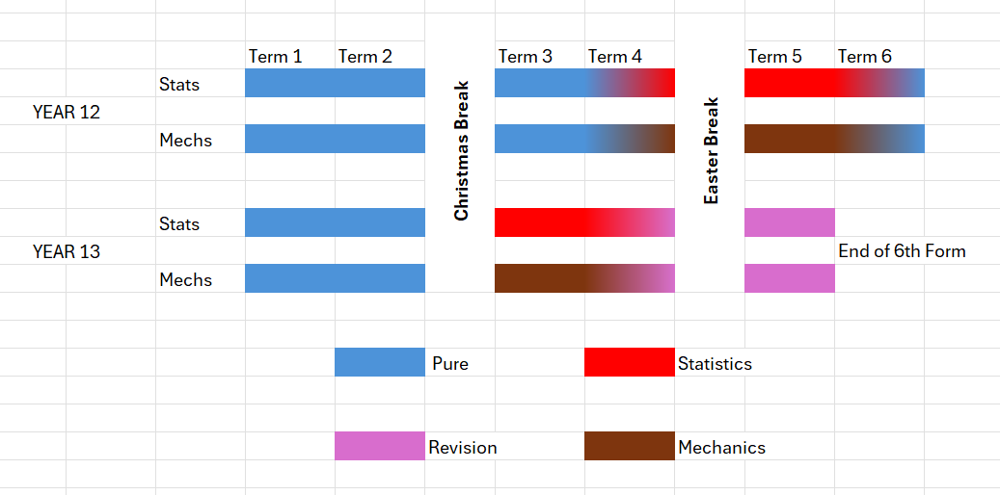 Term 1 Term 2 Term 3 Term 4 Term 5 Term 6
Stats
YEAR 12
Mechs
Christmas Break
Easter Break
Stats
YEAR 13
End of 6th Form
Mechs
Pure Statistics
Revision Mechanics